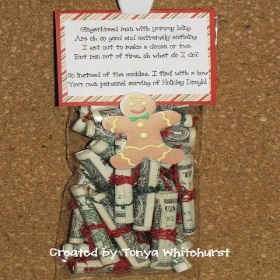 Gingerbread men with yummy bling
Are oh so good and extremely enticing
I set out to make a dozen or two
But ran out of time, oh what do I do?
So instead of the cookies, I tied with a bow
Your own personal serving of Holiday Dough!
Created by Tonya Whitehurst